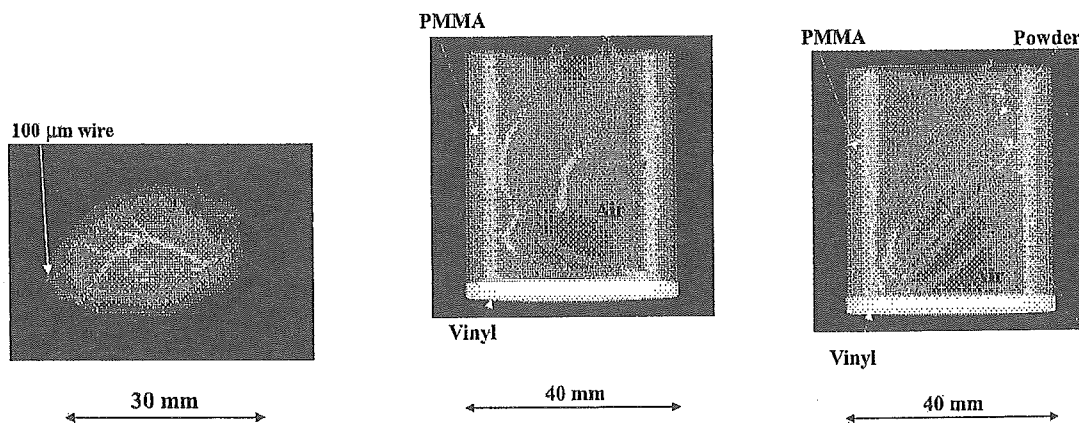 100 µm wire
30 mm
PMMA
Air
Vinyl
40 mm
PMMA
Powder
Air
Vinyl
40 mm